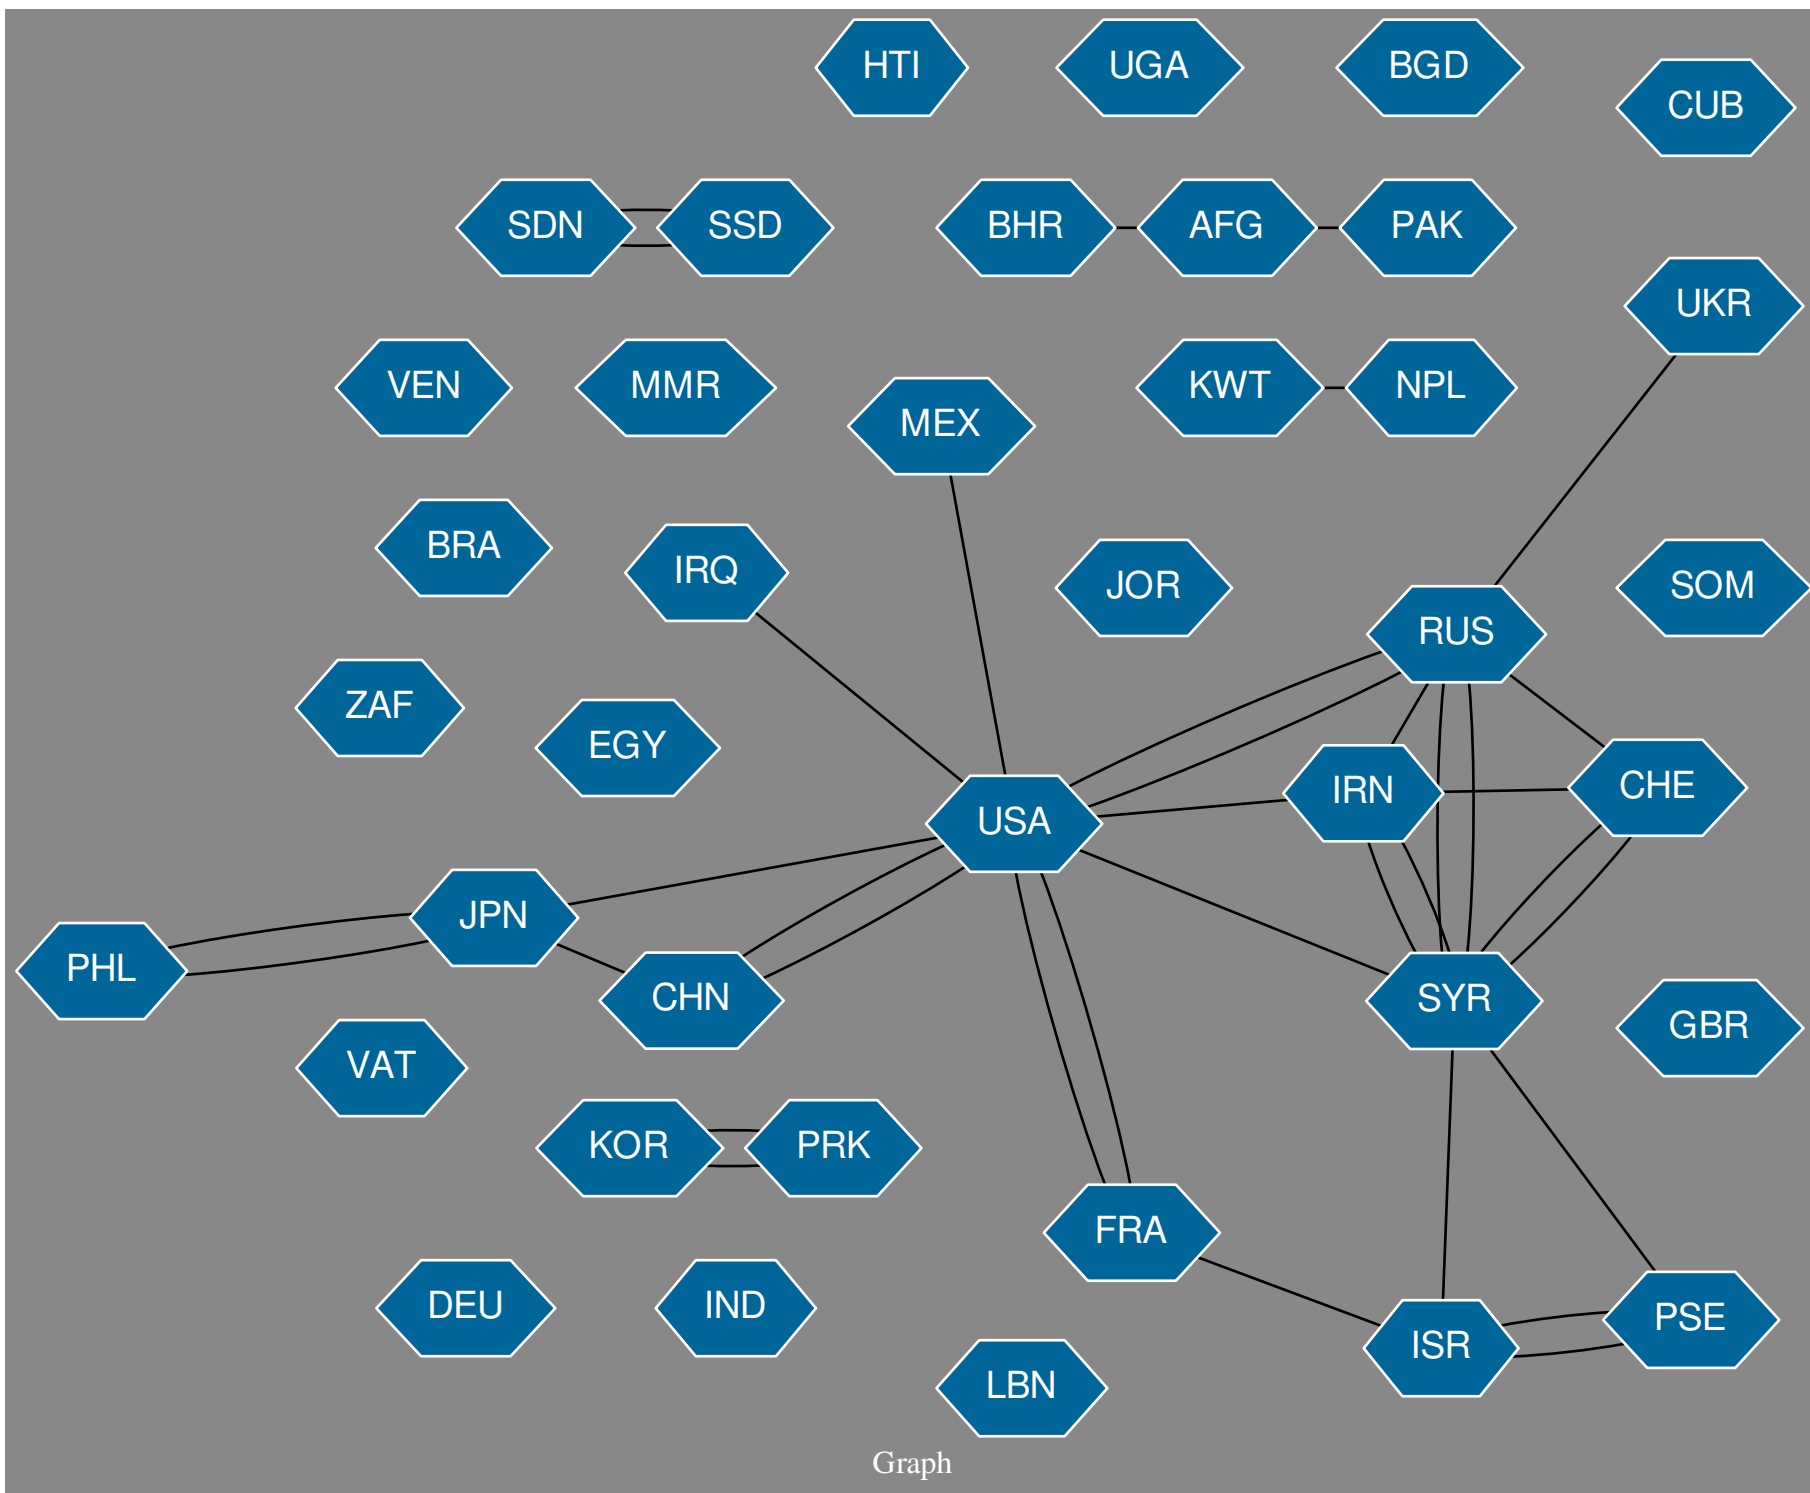 HTI
UGA
BGD
CUB
SDN
SSD
BHR
AFG
PAK
UKR
VEN
MMR
MEX
KWT
NPL
BRA
IRQ
JOR
SOM
RUS
ZAF
EGY
USA
IRN
CHE
JPN
PHL
CHN
SYR
GBR
VAT
KOR
PRK
FRA
DEU
IND
ISR
PSE
LBN
Graph